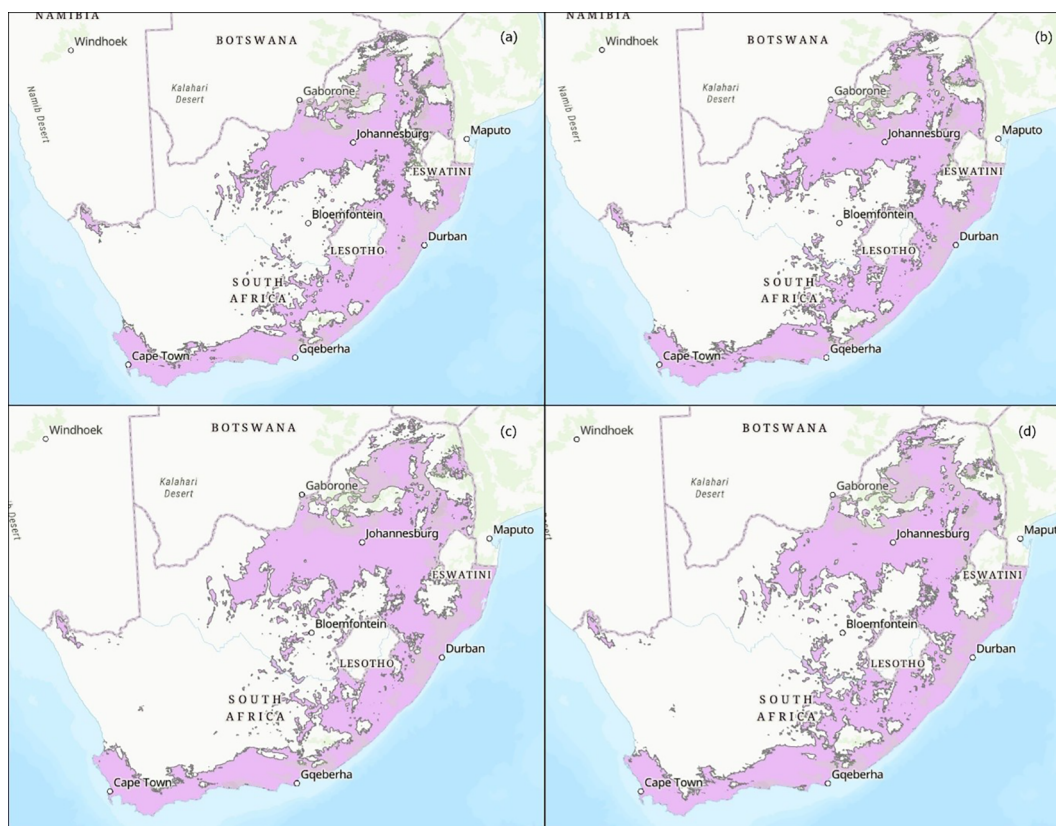 NAMIBIA
Windhoek
BOTSWANA
(a)
Kalahari
Desert
Namib Desert
Gaborone
Maputo
Johannesburg
ESWATINI
Bloemfontein
LESOTHO
Durban
SOUTH
AFRICA
Cape Town
Gqeberha
Windhoek
BOTSWANA
(b)
Kalahari
Desert
Namib Desert
Gaborone
Maputo
Johannesburg
ESWATINI
Bloemfontein
LESOTHO
Durban
SOUTH
AFRICA
Cape Town
Gqeberha
Windhoek
BOTSWANA
(c)
Kalahari
Desert
Desert
Gaborone
Johannesburg
Maputo
ESWATINI
Bloemfontein
LESOTHO
Durban
SOUTH
AFRICA
Cape Town
Gqeberha
Windhoek
BOTSWANA
(d)
Kalahari
Desert
Desert
Gaborone
Johannesburg
Maput
ESWATINI
Bloemfontein
LESOTHO
Durban
SOUTH
AFRICA
Cape Town
Gqeberha